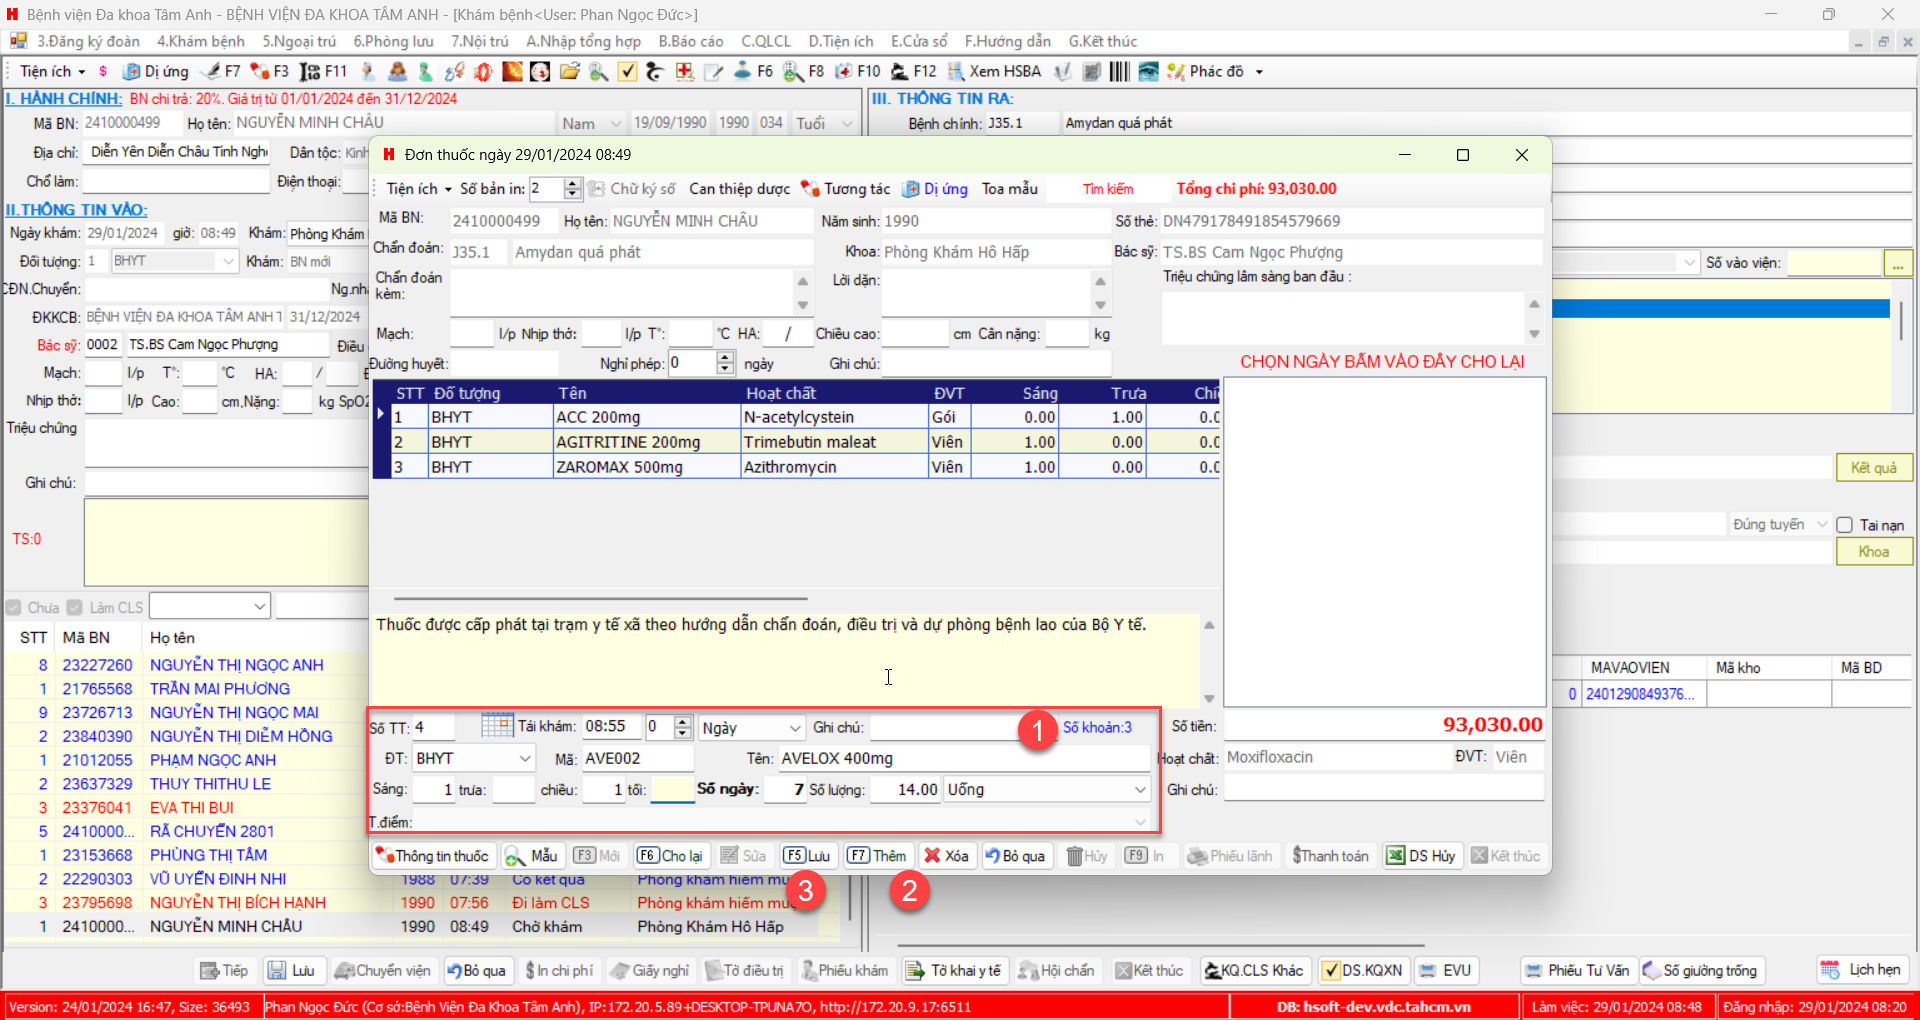 Bệnh viện Đa khoa Tâm Anh - BỆNH VIỆN ĐA KHOA TÂM ANH - [Khám bệnh<User: Phan Ngọc Đức>]
3.Đăng ký đoàn 4.Khám bệnh 5.Ngoại trú 6.Phòng lưu 7.Nội trú A.Nhập tổng hợp B.Báo cáo C.QLCL D.Tiện ích E.Cửa sổ F.Hướng dẫn G.Kết thúc
Tiện ích $ Dị ứng F7 F3 F11 F6 F8 F10 F12 Xem HSBA Phác đồ
I. HÀNH CHÍNH: BN chi trả: 20%. Giá trị từ 01/01/2024 đến 31/12/2024
III. THÔNG TIN RA:
Mã BN: 2410000499 Họ tên: NGUYỄN MINH CHÂU Nam 19/09/1990 1990 034 Tuổi
Bệnh chính: J35.1 Amydan quá phát
Địa chỉ: Diễn Yên Diễn Châu Tỉnh Nghị Dân tộc: Kinh
Chổ làm: Điện thoại:
II.THÔNG TIN VÀO:
Ngày khám: 29/01/2024 giờ: 08:49 Khám: Phòng Khám
Đối tượng: 1 BHYT Khám: BN mới
CĐN.Chuyển: Ng.nh
ĐKKCB: BỆNH VIỆN ĐA KHOA TÂM ANH T 31/12/2024
Bác sỹ: 0002 TS.BS Cam Ngọc Phượng Điều
Mạch: l/p T°: °C HA: /
Nhịp thở: l/p Cao: cm,Nặng: kg SpO2
Triệu chứng
Ghi chú:
TS:0
Chưa Làm CLS
STT Mã BN Họ tên
8 23227260 NGUYỄN THỊ NGỌC ANH
1 21765568 TRẦN MAI PHƯƠNG
9 23726713 NGUYỄN THỊ NGỌC MAI
2 23840390 NGUYỄN THỊ DIỄM HỒNG
1 21012055 PHẠM NGỌC ANH
2 23637329 THUY THITHU LE
3 23376041 EVA THI BUI
5 2410000... RÃ CHUYỂN 2801
1 23153668 PHÙNG THỊ TÂM
2 22290303 VŨ UYỂN ĐINH NHI 1988 07:39 Có kết quả Phòng khám hiếm mu
3 23795698 NGUYỄN THỊ BÍCH HẠNH 1990 07:56 Đi làm CLS Phòng khám hiếm mu
1 2410000... NGUYỄN MINH CHÂU 1990 08:49 Chờ khám Phòng Khám Hô Hấp
Số vào viện: ...
Kết quả
Đúng tuyến Tai nạn
Khoa
MAVAOVIEN Mã kho Mã BD
0 2401290849376...
Đơn thuốc ngày 29/01/2024 08:49
Tiện ích Số bản in: 2 Chữ ký số Can thiệp dược Tương tác Dị ứng Toa mẫu Tìm kiếm Tổng chi phí: 93,030.00
Mã BN: 2410000499 Họ tên: NGUYỄN MINH CHÂU Năm sinh: 1990 Số thẻ: DN479178491854579669
Chẩn đoán: J35.1 Amydan quá phát Khoa: Phòng Khám Hô Hấp Bác sỹ: TS.BS Cam Ngọc Phượng
Chẩn đoán kèm: Lời dặn: Triệu chứng lâm sàng ban đầu :
Mạch: l/p Nhịp thở: l/p T°: °C HA: / Chiều cao: cm Cân nặng: kg
Đường huyết: Nghỉ phép: 0 ngày Ghi chú:
CHỌN NGÀY BẤM VÀO ĐÂY CHO LẠI
STT Đố tượng Tên Hoạt chất ĐVT Sáng Trưa Chi
1 BHYT ACC 200mg N-acetylcystein Gói 0.00 1.00 0.0
2 BHYT AGITRITINE 200mg Trimebutin maleat Viên 1.00 0.00 0.0
3 BHYT ZAROMAX 500mg Azithromycin Viên 1.00 0.00 0.0
Thuốc được cấp phát tại trạm y tế xã theo hướng dẫn chẩn đoán, điều trị và dự phòng bệnh lao của Bộ Y tế.
Số TT: 4 Tái khám: 08:55 0 Ngày Ghi chú: 1 Số khoản:3 Số tiền: 93,030.00
ĐT: BHYT Mã: AVE002 Tên: AVELOX 400mg Hoạt chất: Moxifloxacin ĐVT: Viên
Sáng: 1 trưa: chiều: 1 tối: Số ngày: 7 Số lượng: 14.00 Uống Ghi chú:
T.điểm:
Thông tin thuốc Mẫu F3 Mới F6 Cho lại Sửa F5 Lưu F7 Thêm Xóa Bỏ qua Hủy F9 In Phiếu lãnh $Thanh toán DS Hủy Kết thúc
3 2
Tiếp Lưu Chuyển viện Bỏ qua $ In chi phí Giấy nghỉ Tờ điều trị Phiếu khám Tờ khai y tế Hội chẩn Kết thúc KQ.CLS Khác DS.KQXN EVU Phiếu Tư Vấn Sơ giường trống Lịch hẹn
Version: 24/01/2024 16:47, Size: 36493 Phan Ngọc Đức (Cơ sở:Bệnh Viện Đa Khoa Tâm Anh), IP:172.20.5.89+DESKTOP-TPUNA7O, http://172.20.9.17:6511 DB: hsoft-dev.vdc.tahcm.vn Làm việc: 29/01/2024 08:48 Đăng nhập: 29/01/2024 08:20